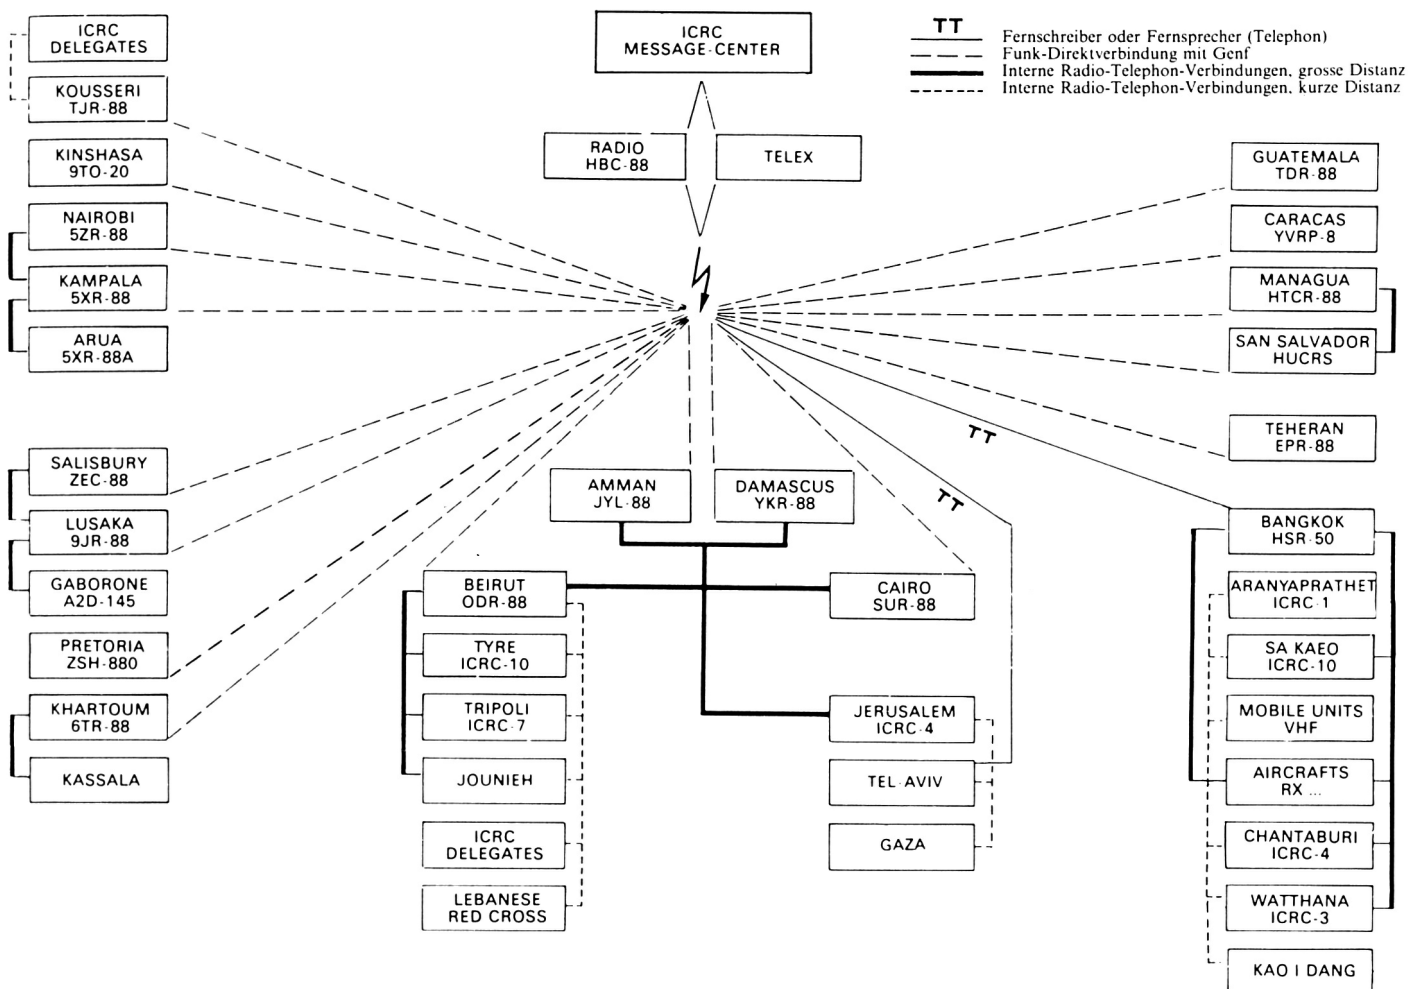 ICRC
DELEGATES
KOUSSERI
TJR-88
KINSHASA
9TO-20
NAIROBI
5ZR-88
KAMPALA
5XR-88
ARUA
5XR-88A
SALISBURY
ZEC-88
LUSAKA
9JR-88
GABORONE
A2D-145
PRETORIA
ZSH-880
KHARTOUM
6TR-88
KASSALA
ICRC
MESSAGE-CENTER
RADIO
HBC-88
TELEX
AMMAN
JYL-88
DAMASCUS
YKR-88
BEIRUT
ODR-88
TYRE
ICRC-10
TRIPOLI
ICRC-7
JOUNIEH
ICRC
DELEGATES
LEBANESE
RED CROSS
CAIRO
SUR-88
JERUSALEM
ICRC-4
TEL-AVIV
GAZA
TT
TT
TT
Fernschreiber oder Fernsprecher (Telephon)
Funk-Direktverbindung mit Genf
Interne Radio-Telephon-Verbindungen, grosse Distanz
Interne Radio-Telephon-Verbindungen, kurze Distanz
GUATEMALA
TDR-88
CARACAS
YVRP-8
MANAGUA
HTCR-88
SAN SALVADOR
HUCRS
TEHERAN
EPR-88
BANGKOK
HSR-50
ARANYAPRATHET
ICRC-1
SA KAEO
ICRC-10
MOBILE UNITS
VHF
AIRCRAFTS
RX ...
CHANTABURI
ICRC-4
WATTHANA
ICRC-3
KAO I DANG